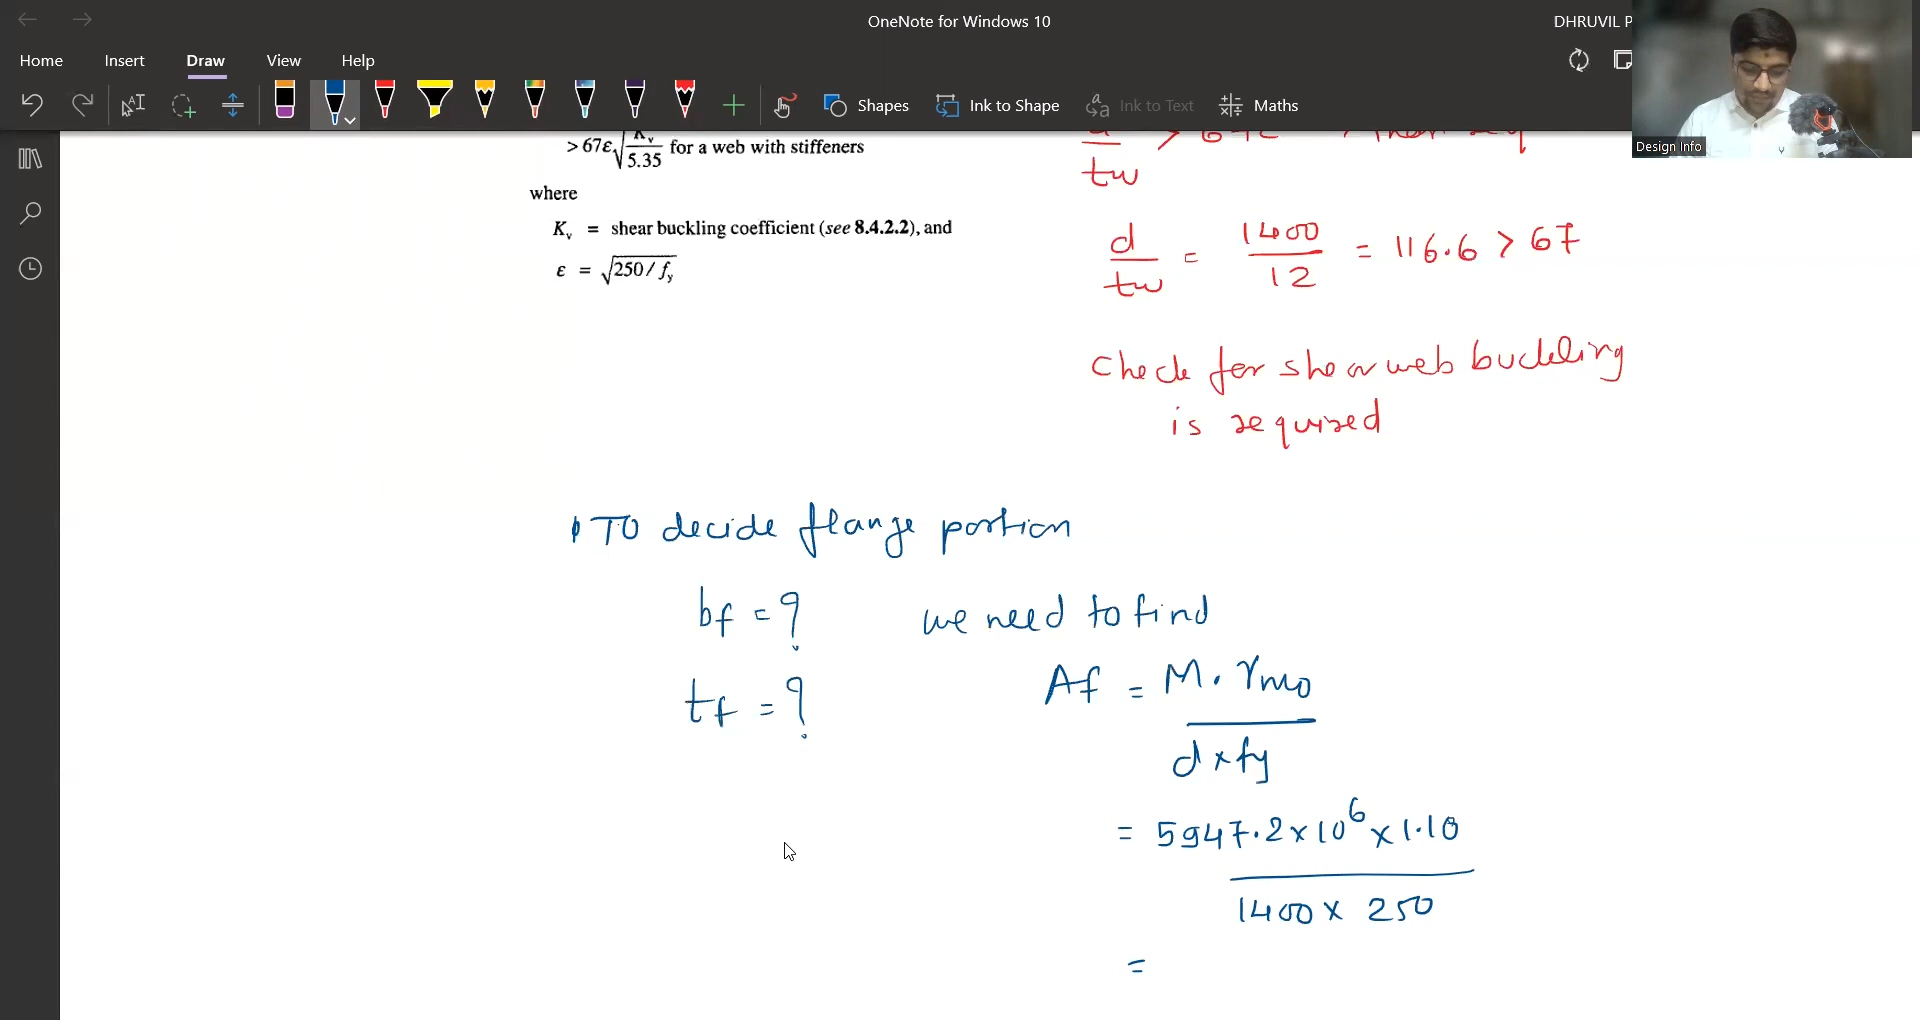 OneNote for Windows 10
DHRUVIL P
Home Insert Draw View Help
Shapes Ink to Shape Ink to Text Maths
Design Info
> 67ε√(Kv/5.35) for a web with stiffeners
where
Kv = shear buckling coefficient (see 8.4.2.2), and
ε = √250/fy
tw
d/tw = 1400/12 = 116.6 > 67
Check for shear web buckling
is required
TO decide flange portion
bf = ? we need to find
tf = ? Af = M. γmo
d x fy
= 5947.2 x 10^6 x 1.10
1400 x 250
=